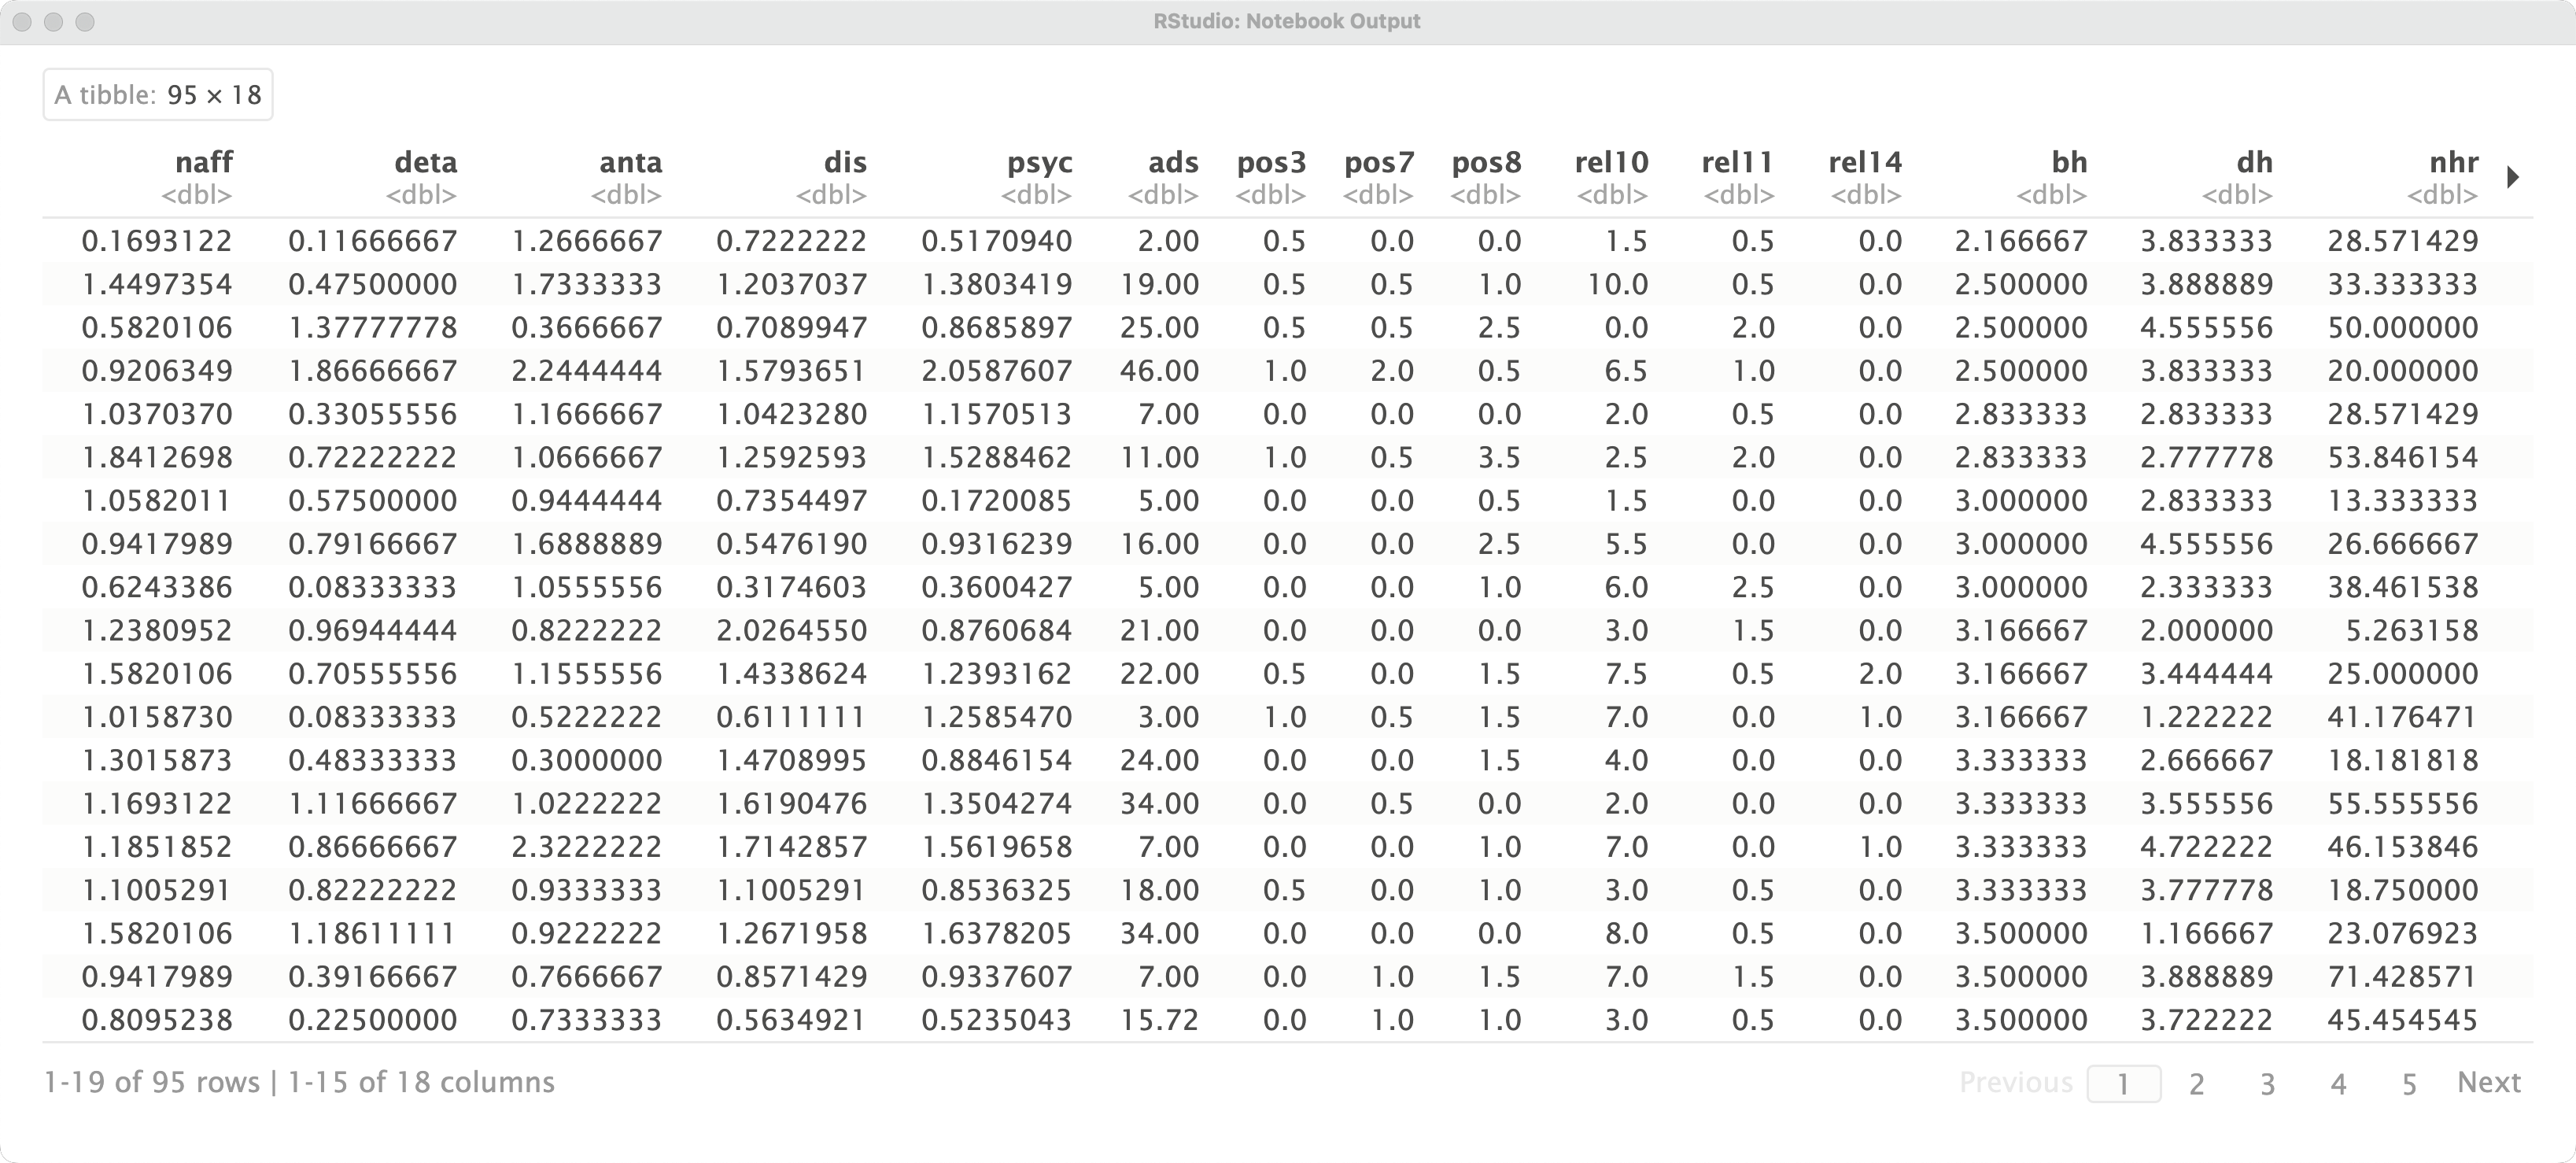 RStudio: Notebook Output
A tibble: 95 × 18
naff deta anta dis psyc ads pos3 pos7 pos8 rel10 rel11 rel14 bh dh nhr
<dbl> <dbl> <dbl> <dbl> <dbl> <dbl> <dbl> <dbl> <dbl> <dbl> <dbl> <dbl> <dbl> <dbl> <dbl>
0.1693122 0.11666667 1.2666667 0.7222222 0.5170940 2.00 0.5 0.0 0.0 1.5 0.5 0.0 2.166667 3.833333 28.571429
1.4497354 0.47500000 1.7333333 1.2037037 1.3803419 19.00 0.5 0.5 1.0 10.0 0.5 0.0 2.500000 3.888889 33.333333
0.5820106 1.37777778 0.3666667 0.7089947 0.8685897 25.00 0.5 0.5 2.5 0.0 2.0 0.0 2.500000 4.555556 50.000000
0.9206349 1.86666667 2.2444444 1.5793651 2.0587607 46.00 1.0 2.0 0.5 6.5 1.0 0.0 2.500000 3.833333 20.000000
1.0370370 0.33055556 1.1666667 1.0423280 1.1570513 7.00 0.0 0.0 0.0 2.0 0.5 0.0 2.833333 2.833333 28.571429
1.8412698 0.72222222 1.0666667 1.2592593 1.5288462 11.00 1.0 0.5 3.5 2.5 2.0 0.0 2.833333 2.777778 53.846154
1.0582011 0.57500000 0.9444444 0.7354497 0.1720085 5.00 0.0 0.0 0.5 1.5 0.0 0.0 3.000000 2.833333 13.333333
0.9417989 0.79166667 1.6888889 0.5476190 0.9316239 16.00 0.0 0.0 2.5 5.5 0.0 0.0 3.000000 4.555556 26.666667
0.6243386 0.08333333 1.0555556 0.3174603 0.3600427 5.00 0.0 0.0 1.0 6.0 2.5 0.0 3.000000 2.333333 38.461538
1.2380952 0.96944444 0.8222222 2.0264550 0.8760684 21.00 0.0 0.0 0.0 3.0 1.5 0.0 3.166667 2.000000 5.263158
1.5820106 0.70555556 1.1555556 1.4338624 1.2393162 22.00 0.5 0.0 1.5 7.5 0.5 2.0 3.166667 3.444444 25.000000
1.0158730 0.08333333 0.5222222 0.6111111 1.2585470 3.00 1.0 0.5 1.5 7.0 0.0 1.0 3.166667 1.222222 41.176471
1.3015873 0.48333333 0.3000000 1.4708995 0.8846154 24.00 0.0 0.0 1.5 4.0 0.0 0.0 3.333333 2.666667 18.181818
1.1693122 1.11666667 1.0222222 1.6190476 1.3504274 34.00 0.0 0.5 0.0 2.0 0.0 0.0 3.333333 3.555556 55.555556
1.1851852 0.86666667 2.3222222 1.7142857 1.5619658 7.00 0.0 0.0 1.0 7.0 0.0 1.0 3.333333 4.722222 46.153846
1.1005291 0.82222222 0.9333333 1.1005291 0.8536325 18.00 0.5 0.0 1.0 3.0 0.5 0.0 3.333333 3.777778 18.750000
1.5820106 1.18611111 0.9222222 1.2671958 1.6378205 34.00 0.0 0.0 0.0 8.0 0.5 0.0 3.500000 1.166667 23.076923
0.9417989 0.39166667 0.7666667 0.8571429 0.9337607 7.00 0.0 1.0 1.5 7.0 1.5 0.0 3.500000 3.888889 71.428571
0.8095238 0.22500000 0.7333333 0.5634921 0.5235043 15.72 0.0 1.0 1.0 3.0 0.5 0.0 3.500000 3.722222 45.454545
1-19 of 95 rows | 1-15 of 18 columns Previous 1 2 3 4 5 Next